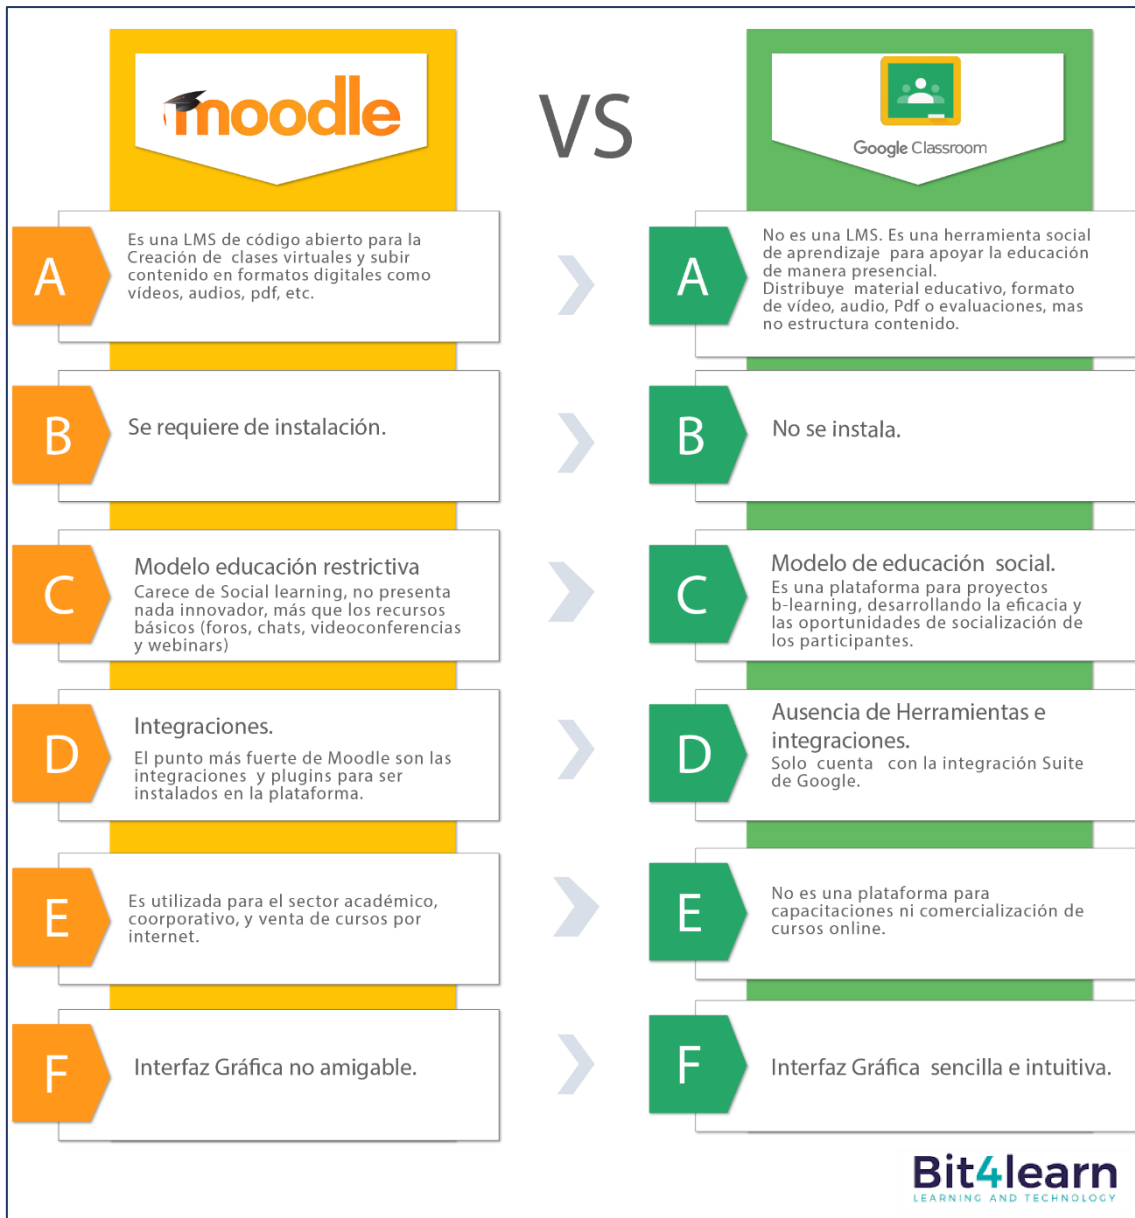 moodle
VS
Google Classroom
A
Es una LMS de código abierto para la
Creación de clases virtuales y subir
contenido en formatos digitales como
vídeos, audios, pdf, etc.
A
No es una LMS. Es una herramienta social
de aprendizaje para apoyar la educación
de manera presencial.
Distribuye material educativo, formato
de vídeo, audio, Pdf o evaluaciones, mas
no estructura contenido.
B
Se requiere de instalación.
B
No se instala.
C
Modelo educación restrictiva
Carece de Social learning, no presenta
nada innovador, más que los recursos
básicos (foros, chats, videoconferencias
y webinars)
C
Modelo de educación social.
Es una plataforma para proyectos
b-learning, desarrollando la eficacia y
las oportunidades de socialización de
los participantes.
D
Integraciones.
El punto más fuerte de Moodle son las
integraciones y plugins para ser
instalados en la plataforma.
D
Ausencia de Herramientas e
integraciones.
Solo cuenta con la integración Suite
de Google.
E
Es utilizada para el sector académico,
coorporativo, y venta de cursos por
internet.
E
No es una plataforma para
capacitaciones ni comercialización de
cursos online.
F
Interfaz Gráfica no amigable.
F
Interfaz Gráfica sencilla e intuitiva.
Bit4learn
LEARNING AND TECHNOLOGY